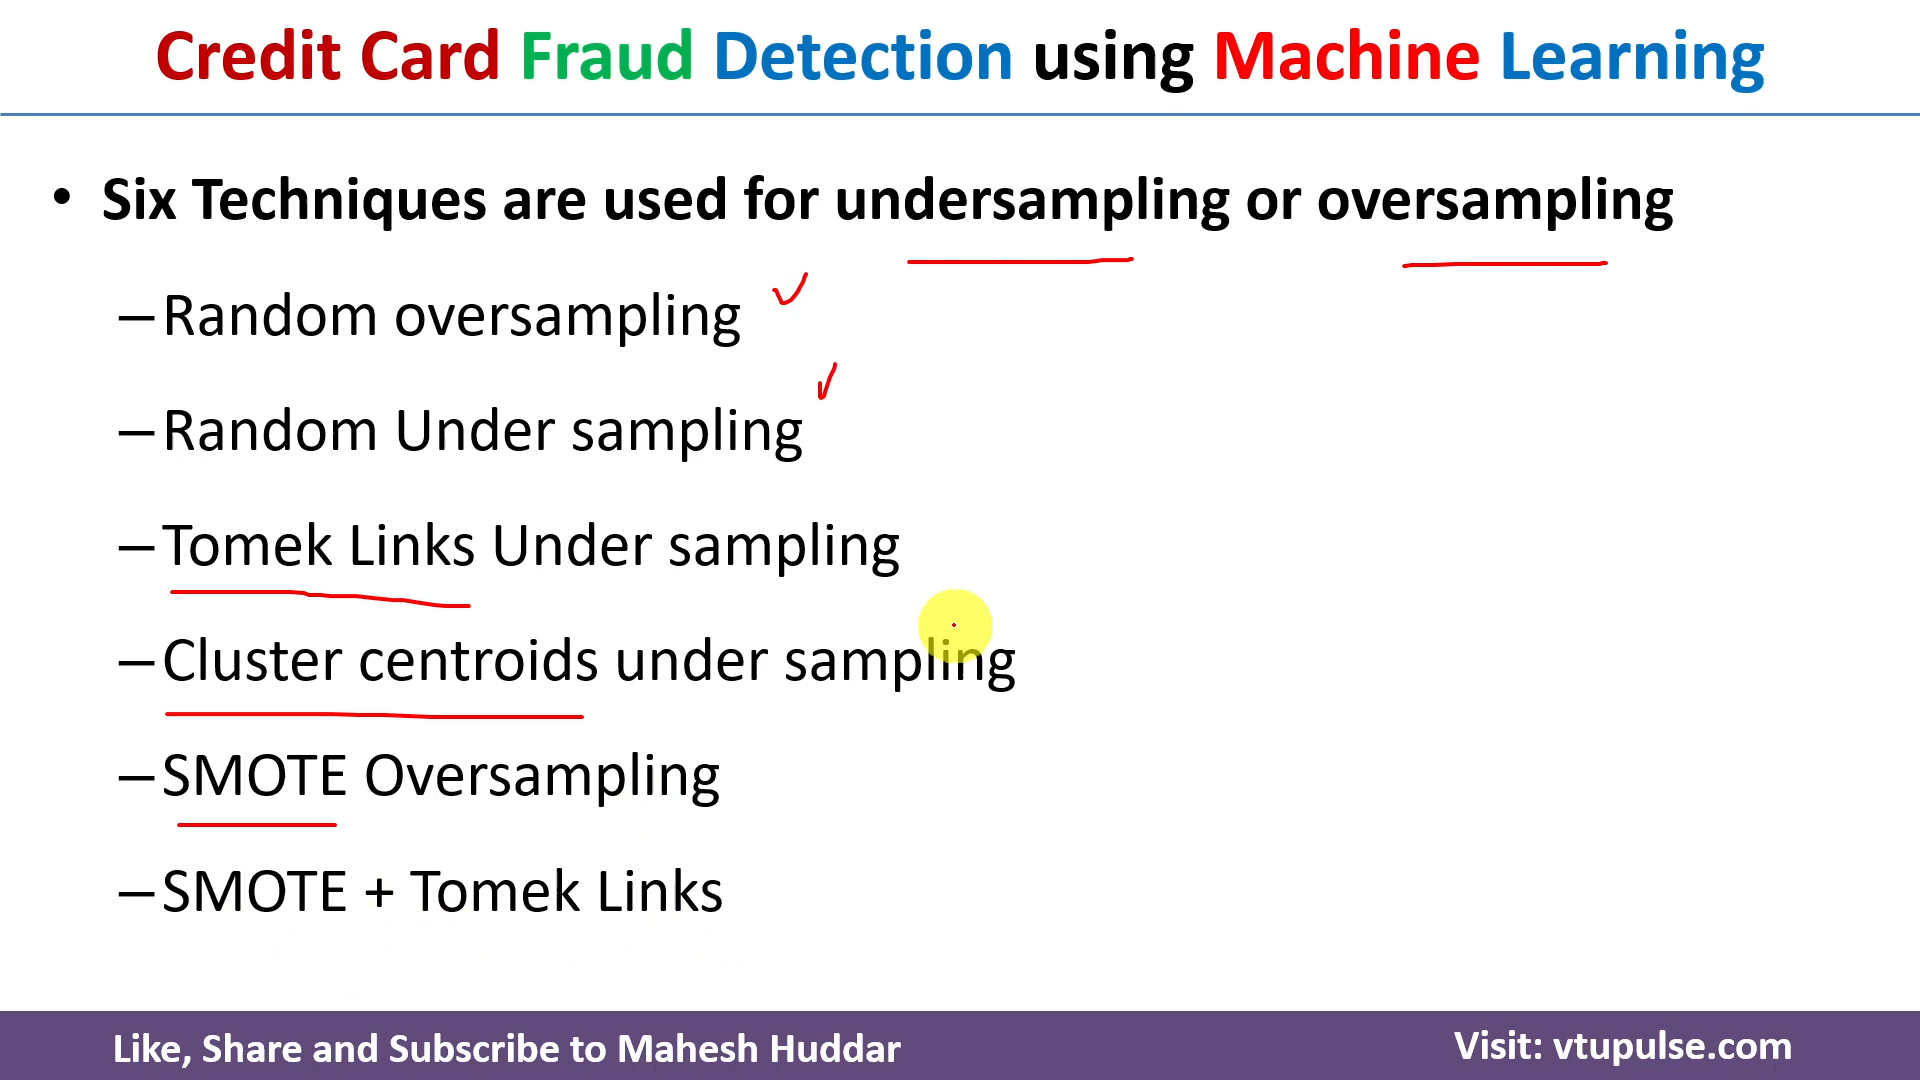 Credit Card Fraud Detection using Machine Learning
• Six Techniques are used for undersampling or oversampling
–Random oversampling
–Random Under sampling
–Tomek Links Under sampling
–Cluster centroids under sampling
–SMOTE Oversampling
–SMOTE + Tomek Links
Like, Share and Subscribe to Mahesh Huddar
Visit: vtupulse.com